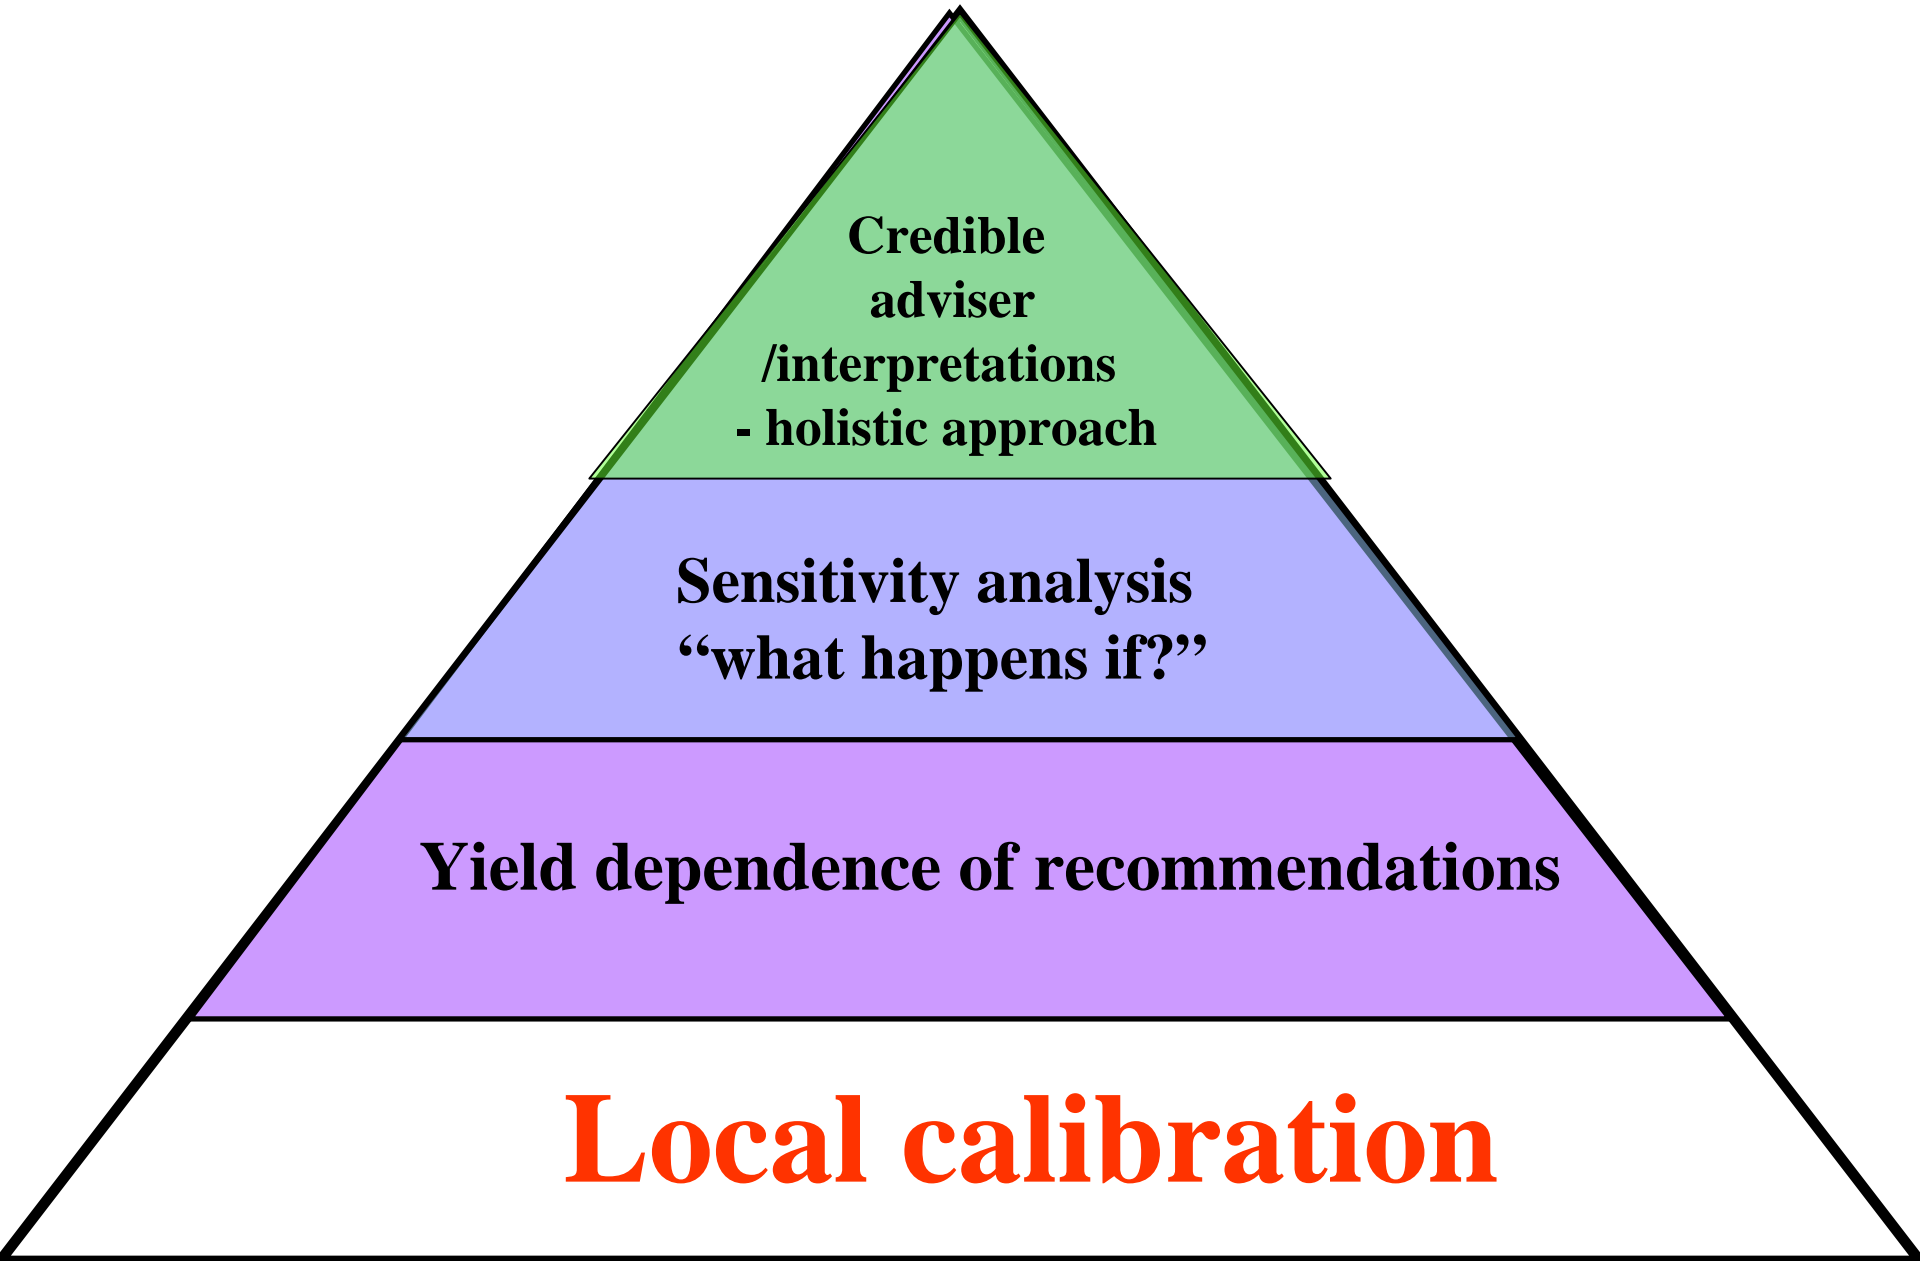 Credible
adviser
/interpretations
- holistic approach
Sensitivity analysis
“what happens if?”
Yield dependence of recommendations
Local calibration